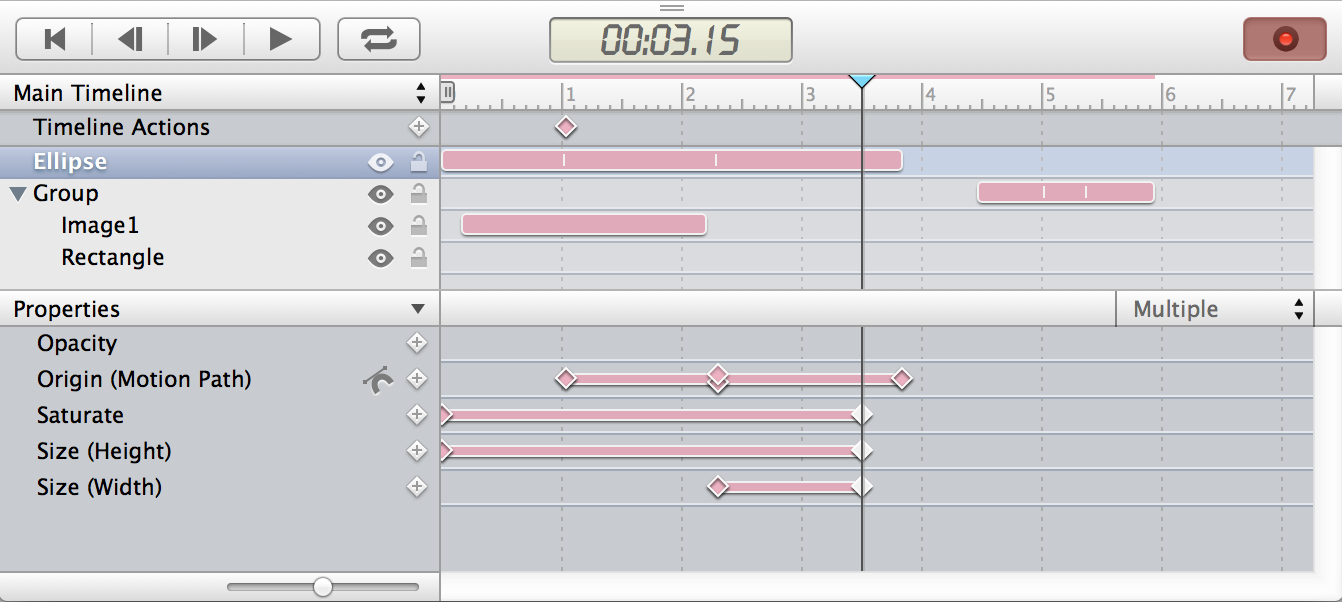 00:03.15
Main Timeline
1 2 3 4 5 6 7
Timeline Actions
Ellipse
Group
Image1
Rectangle
Properties
Multiple
Opacity
Origin (Motion Path)
Saturate
Size (Height)
Size (Width)